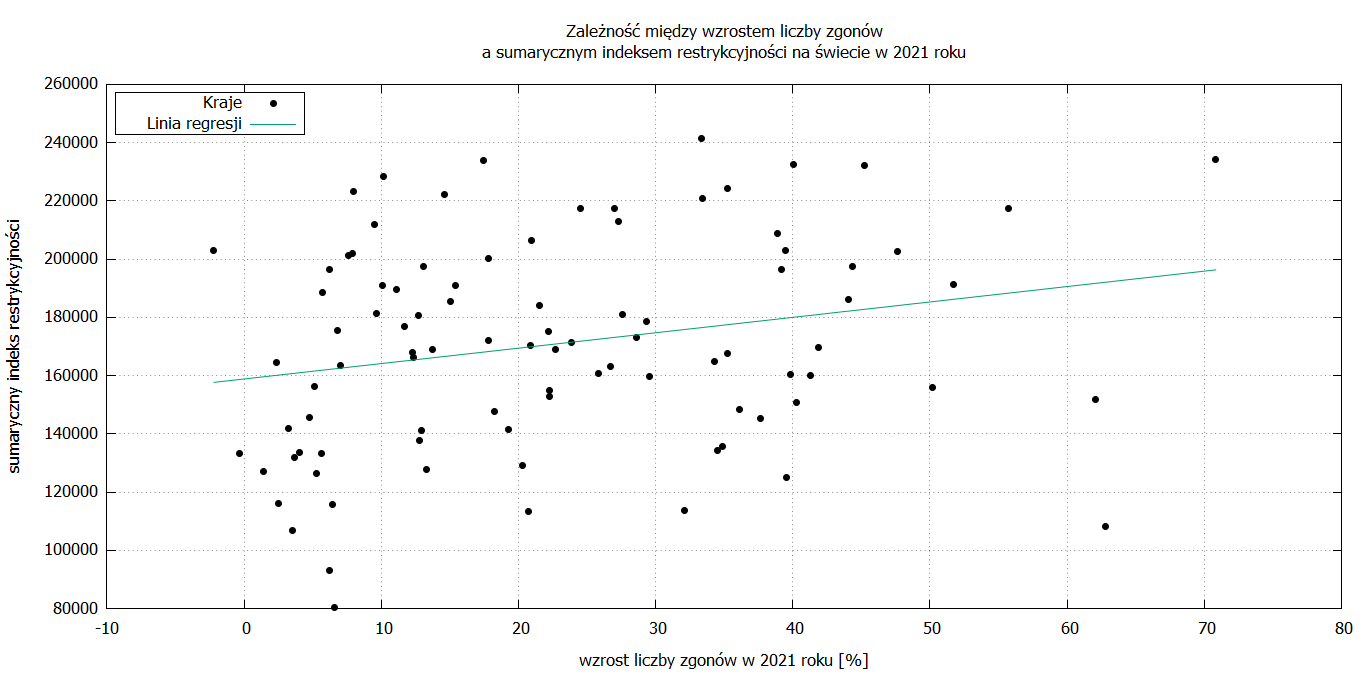 Zależność między wzrostem liczby zgonów
a sumarycznym indeksem restrykcyjności na świecie w 2021 roku
260000
Kraje
Linia regresji
240000
220000
200000
180000
160000
140000
120000
100000
80000
sumaryczny indeks restrykcyjności
-10 0 10 20 30 40 50 60 70 80
wzrost liczby zgonów w 2021 roku [%]